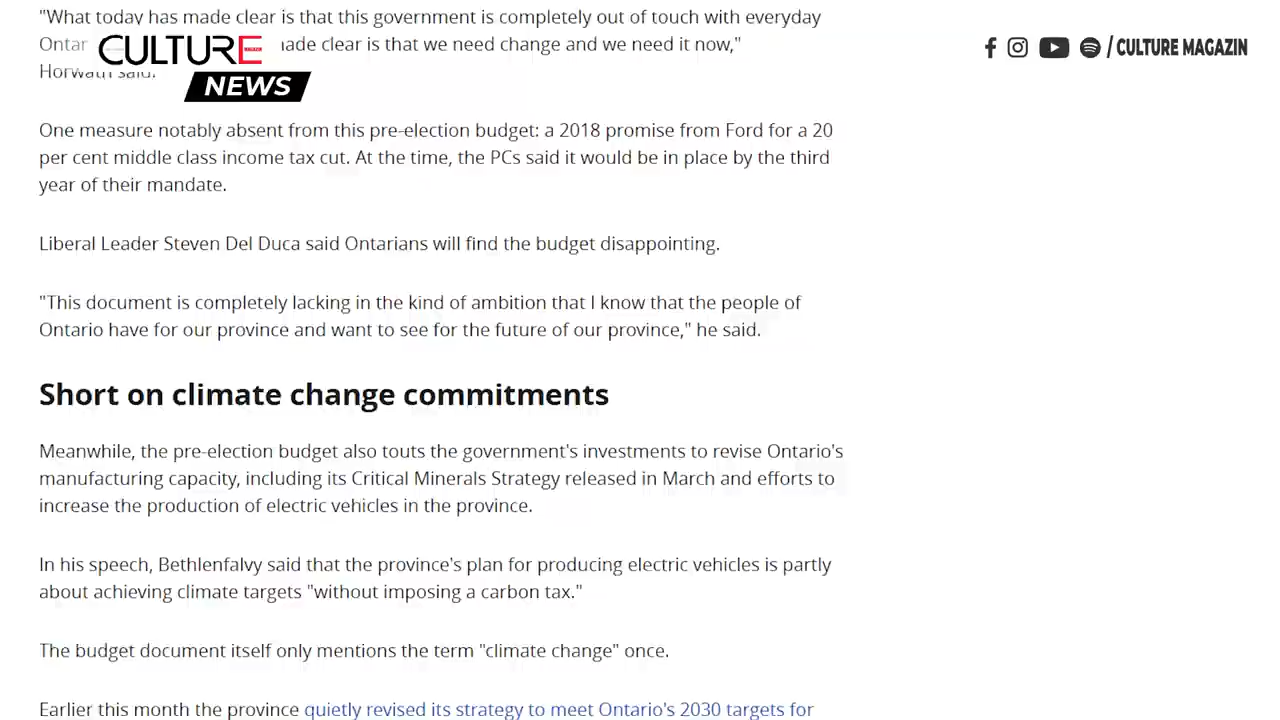 "What today has made clear is that this government is completely out of touch with everyday
Ontar made clear is that we need change and we need it now,"
Horwath said.
CULTURE
NEWS
/ CULTURE MAGAZIN
One measure notably absent from this pre-election budget: a 2018 promise from Ford for a 20
per cent middle class income tax cut. At the time, the PCs said it would be in place by the third
year of their mandate.
Liberal Leader Steven Del Duca said Ontarians will find the budget disappointing.
"This document is completely lacking in the kind of ambition that I know that the people of
Ontario have for our province and want to see for the future of our province," he said.
Short on climate change commitments
Meanwhile, the pre-election budget also touts the government's investments to revise Ontario's
manufacturing capacity, including its Critical Minerals Strategy released in March and efforts to
increase the production of electric vehicles in the province.
In his speech, Bethlenfalvy said that the province's plan for producing electric vehicles is partly
about achieving climate targets "without imposing a carbon tax."
The budget document itself only mentions the term "climate change" once.
Earlier this month the province quietly revised its strategy to meet Ontario's 2030 targets for